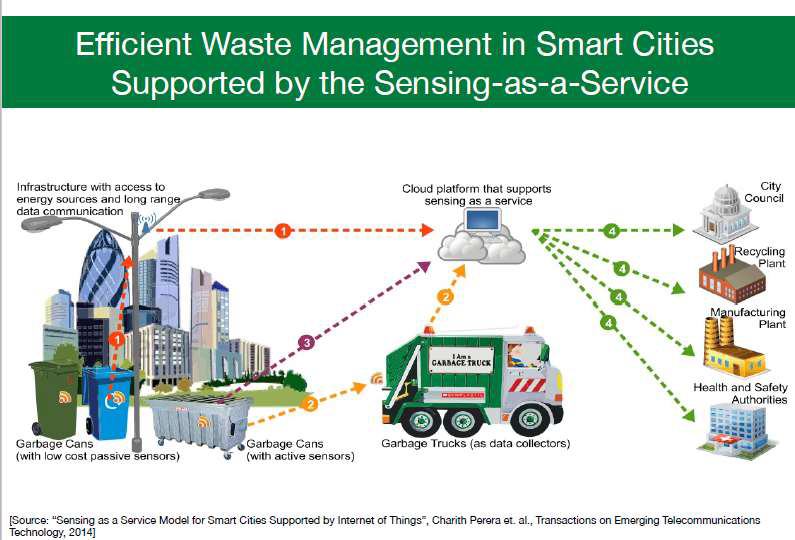 Efficient Waste Management in Smart Cities
Supported by the Sensing-as-a-Service
Infrastructure with access to
energy sources and long range
data communication
Cloud platform that supports
sensing as a service
City
Council
1
4
Recycling
Plant
4
2
4
Manufacturing
Plant
1
3
4
I Am a
GARBAGE TRUCK
Health and Safety
Authorities
2
Garbage Cans
(with low cost passive sensors)
Garbage Cans
(with active sensors)
Garbage Trucks (as data collectors)
[Source: “Sensing as a Service Model for Smart Cities Supported by Internet of Things”, Charith Perera et. al., Transactions on Emerging Telecommunications
Technology, 2014]